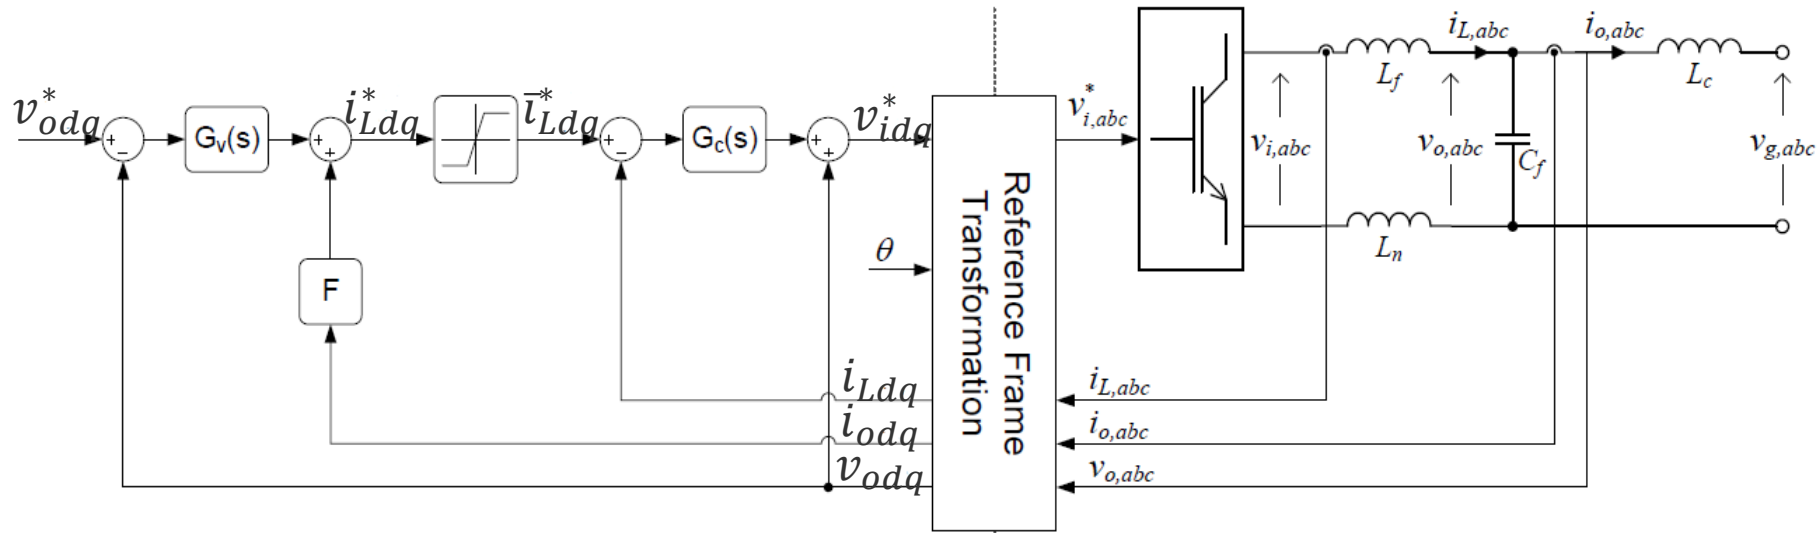 v*odq
+
−
Gv(s)
+
+
i*Ldq
i̅*Ldq
+
−
Gc(s)
+
+
v*idq
F
θ
iLdq
iodq
vodq
Reference Frame
Transformation
v*i,abc
iL,abc
io,abc
vo,abc
vi,abc
Lf
Ln
vo,abc
iL,abc
Cf
io,abc
Lc
vg,abc